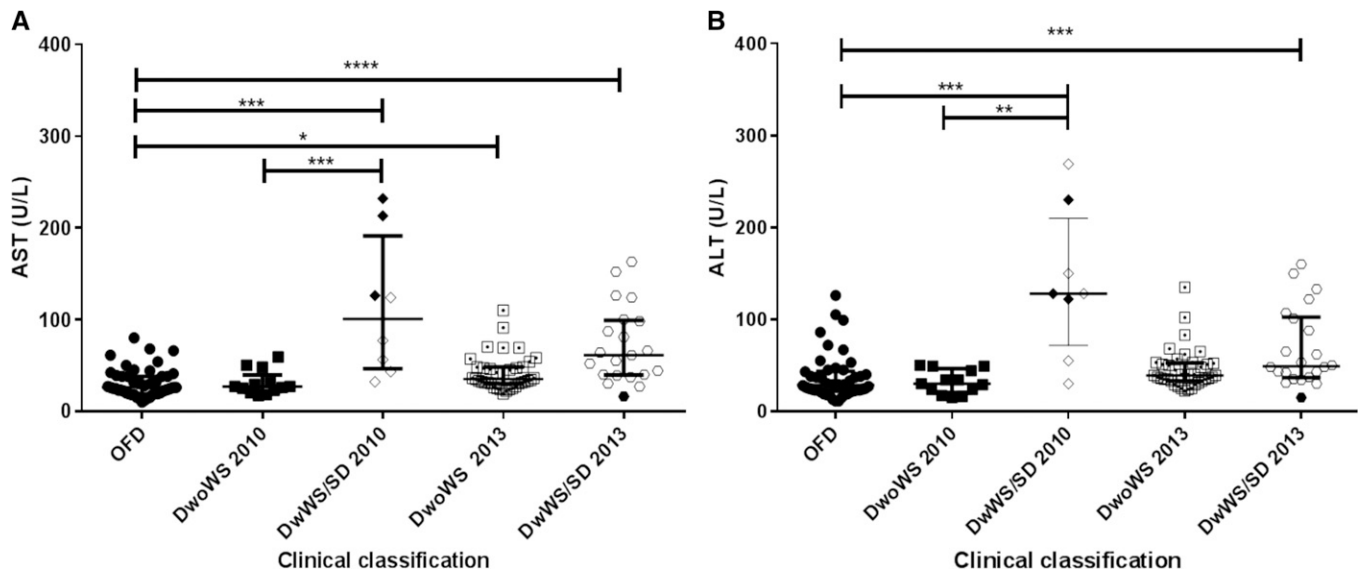 A
B
400
300
200
100
0
AST (U/L)
****
***
*
***
OFD
DwoWS 2010
DwWS/SD 2010
DwoWS 2013
DwWS/SD 2013
Clinical classification
400
300
200
100
0
ALT (U/L)
***
***
**
OFD
DwoWS 2010
DwWS/SD 2010
DwoWS 2013
DwWS/SD 2013
Clinical classification